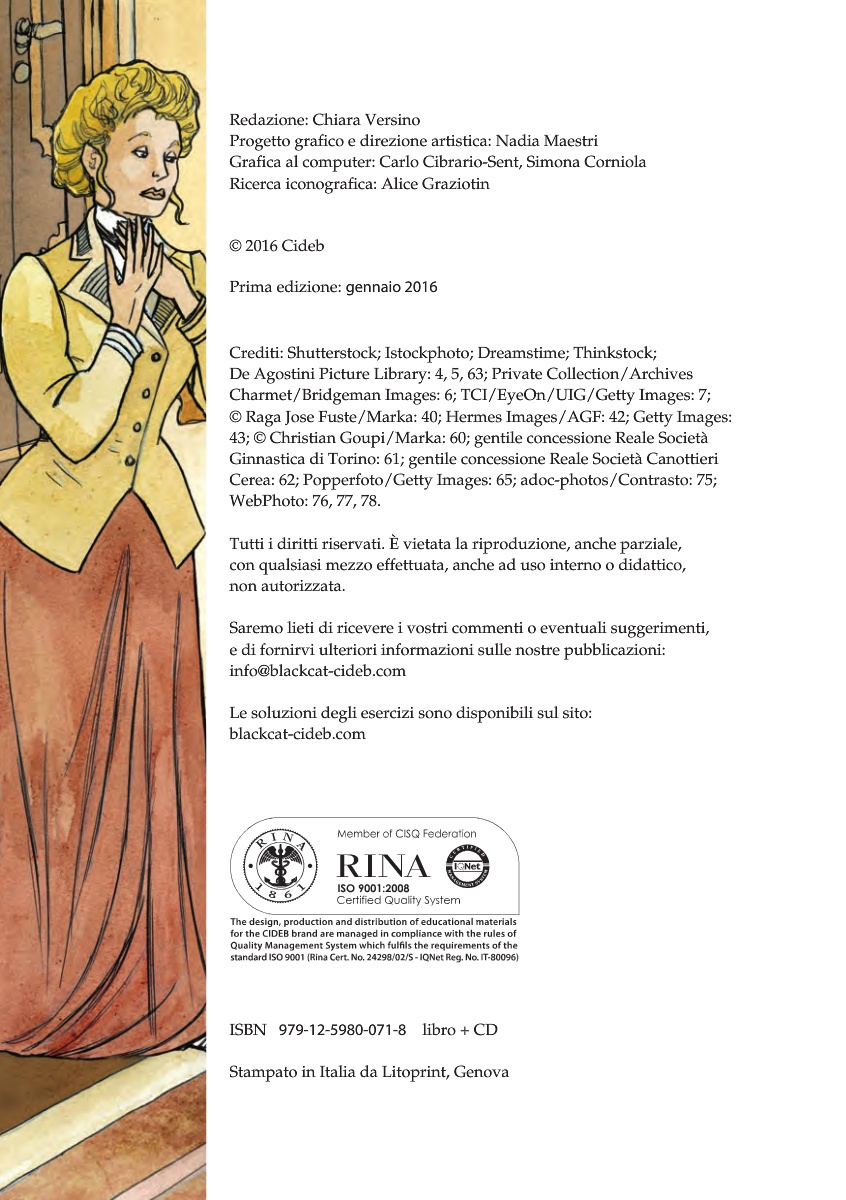 Redazione: Chiara Versino
Progetto grafico e direzione artistica: Nadia Maestri
Grafica al computer: Carlo Cibrario-Sent, Simona Corniola
Ricerca iconografica: Alice Graziotin
© 2016 Cideb
Prima edizione: gennaio 2016
Crediti: Shutterstock; Istockphoto; Dreamstime; Thinkstock;
De Agostini Picture Library: 4, 5, 63; Private Collection/Archives
Charmet/Bridgeman Images: 6; TCI/EyeOn/UIG/Getty Images: 7;
© Raga Jose Fuste/Marka: 40; Hermes Images/AGF: 42; Getty Images:
43; © Christian Goupi/Marka: 60; gentile concessione Reale Società
Ginnastica di Torino: 61; gentile concessione Reale Società Canottieri
Cerea: 62; Popperfoto/Getty Images: 65; adoc-photos/Contrasto: 75;
WebPhoto: 76, 77, 78.
Tutti i diritti riservati. È vietata la riproduzione, anche parziale,
con qualsiasi mezzo effettuata, anche ad uso interno o didattico,
non autorizzata.
Saremo lieti di ricevere i vostri commenti o eventuali suggerimenti,
e di fornirvi ulteriori informazioni sulle nostre pubblicazioni:
info@blackcat-cideb.com
Le soluzioni degli esercizi sono disponibili sul sito:
blackcat-cideb.com
RINA
1861
Member of CISQ Federation
RINA
ISO 9001:2008
Certified Quality System
CERTIFIED
IQNet
MANAGEMENT SYSTEM
The design, production and distribution of educational materials
for the CIDEB brand are managed in compliance with the rules of
Quality Management System which fulfils the requirements of the
standard ISO 9001 (Rina Cert. No. 24298/02/S - IQNet Reg. No. IT-80096)
ISBN 979-12-5980-071-8 libro + CD
Stampato in Italia da Litoprint, Genova